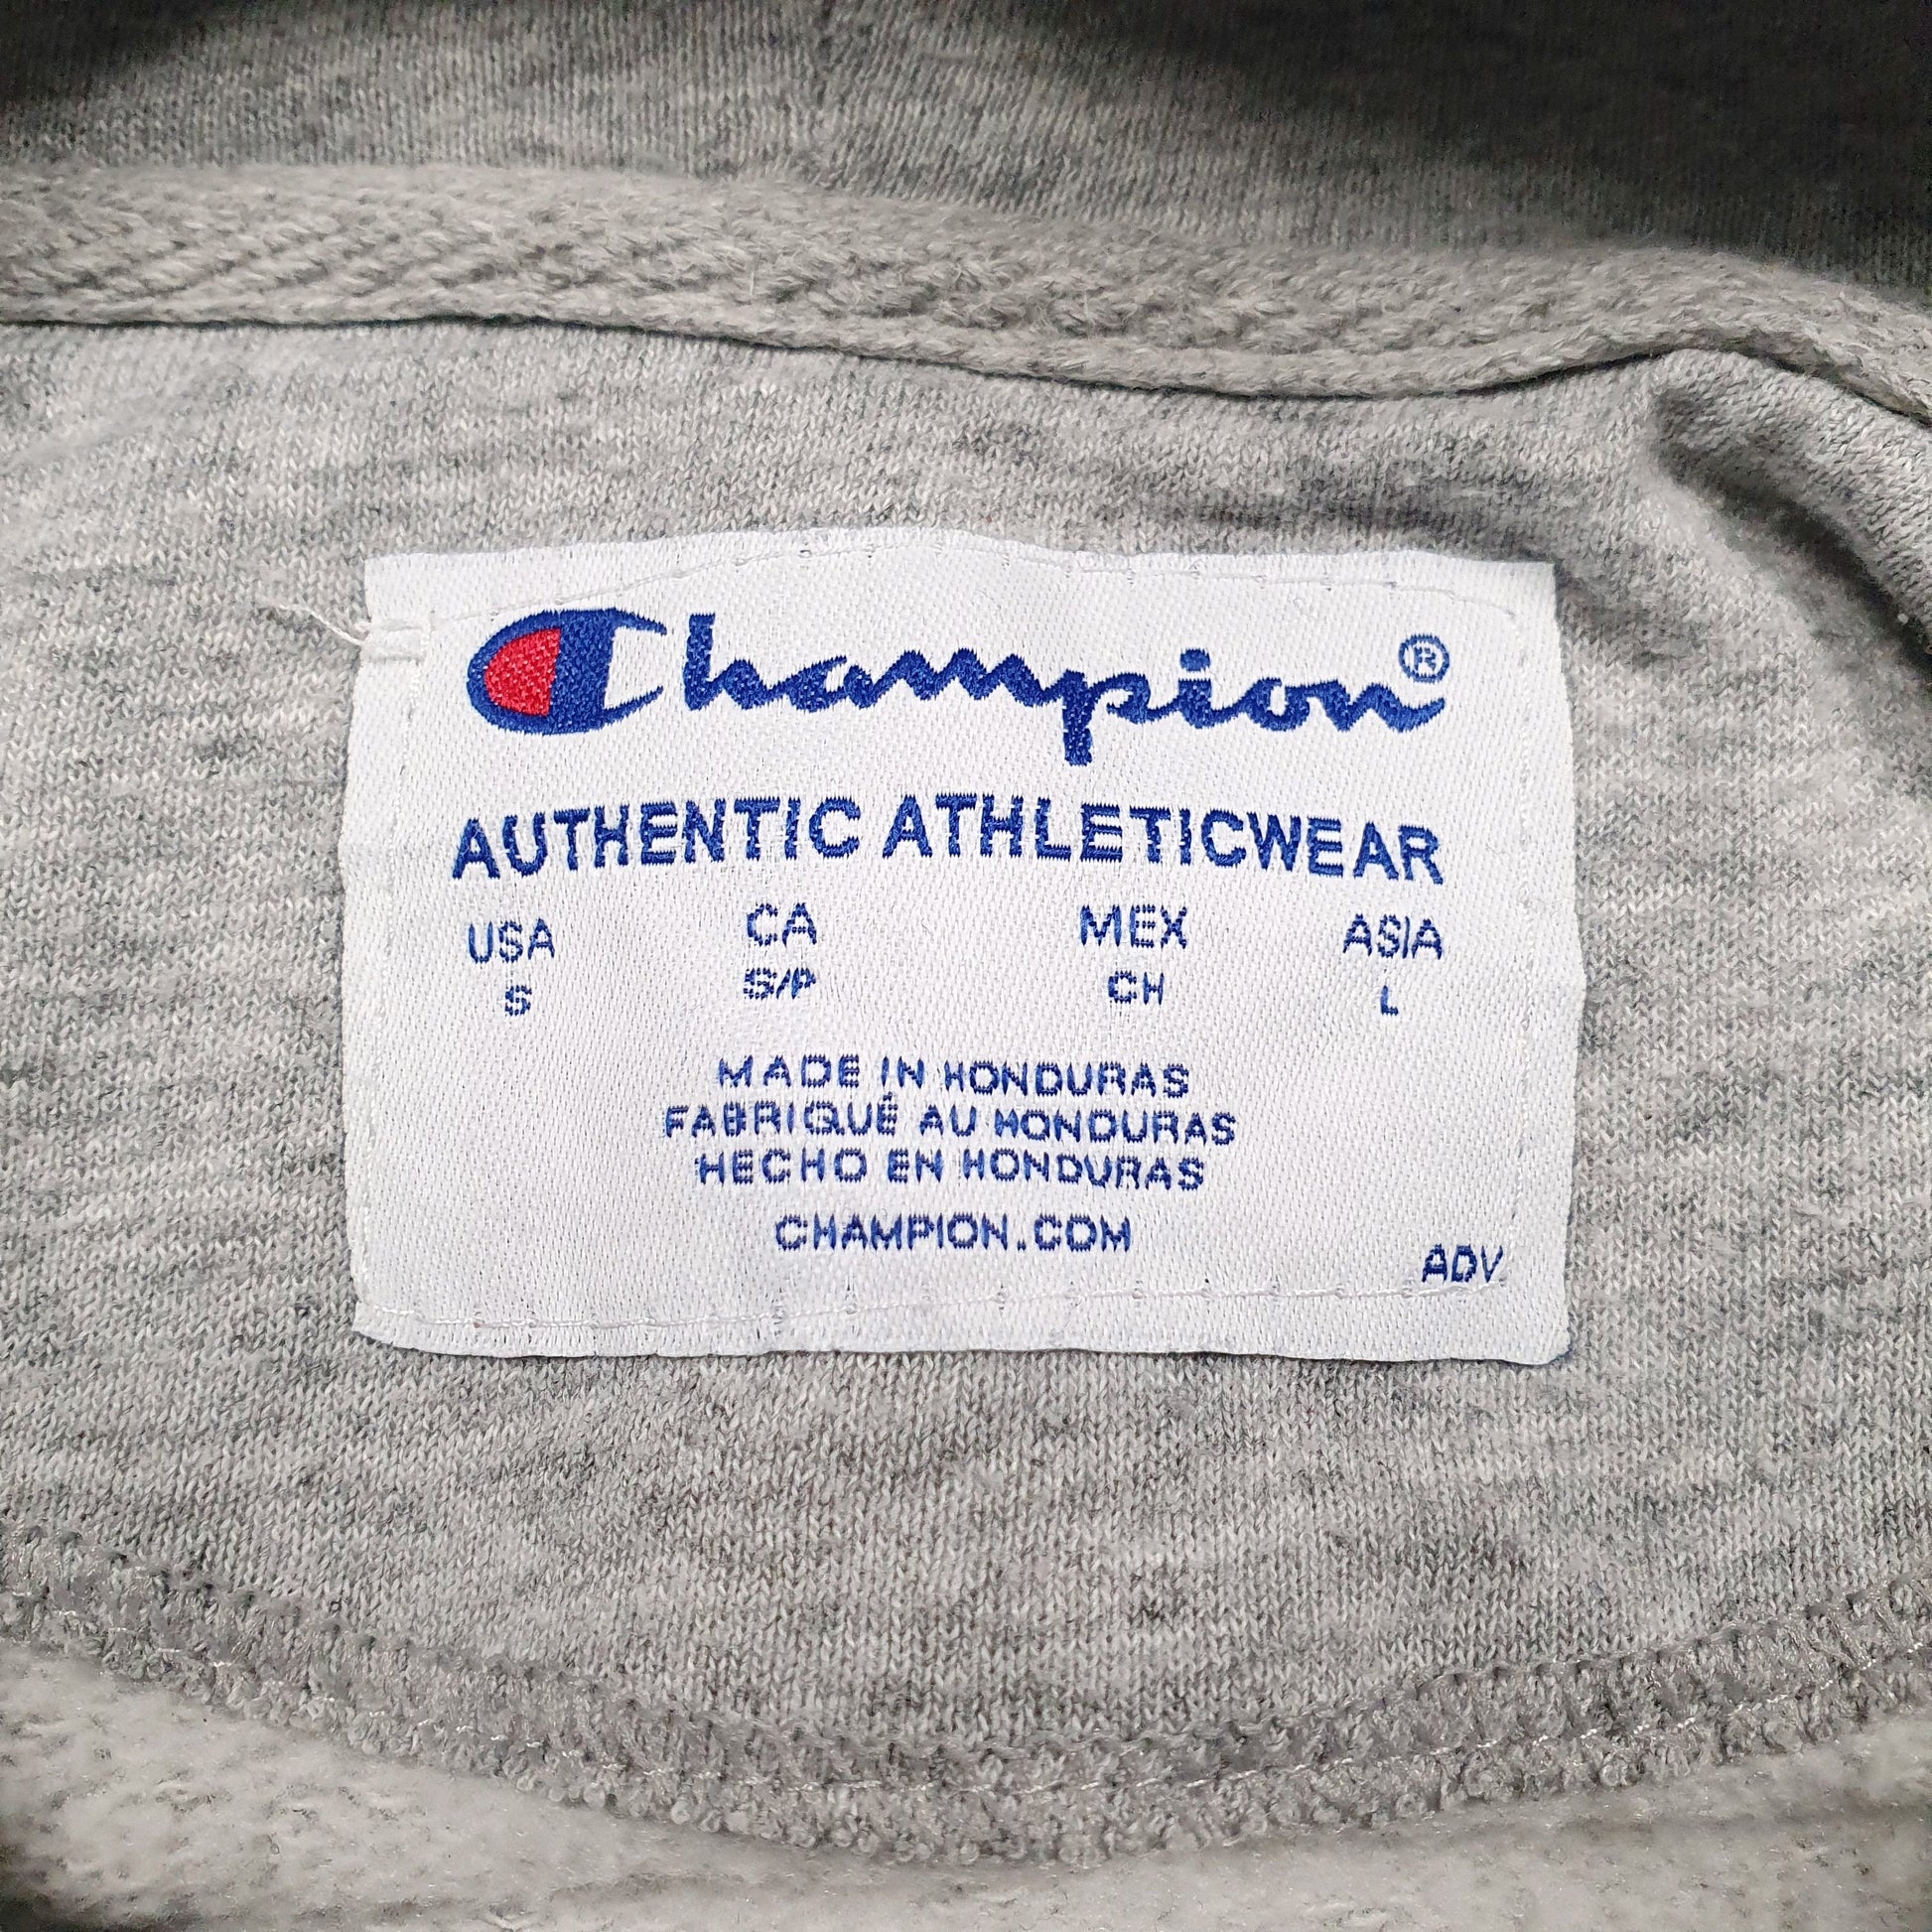 Champion®
AUTHENTIC ATHLETICWEAR
USA CA MEX ASIA
S S/P CH L
MADE IN HONDURAS
FABRIQUÉ AU HONDURAS
HECHO EN HONDURAS
CHAMPION.COM
ADV